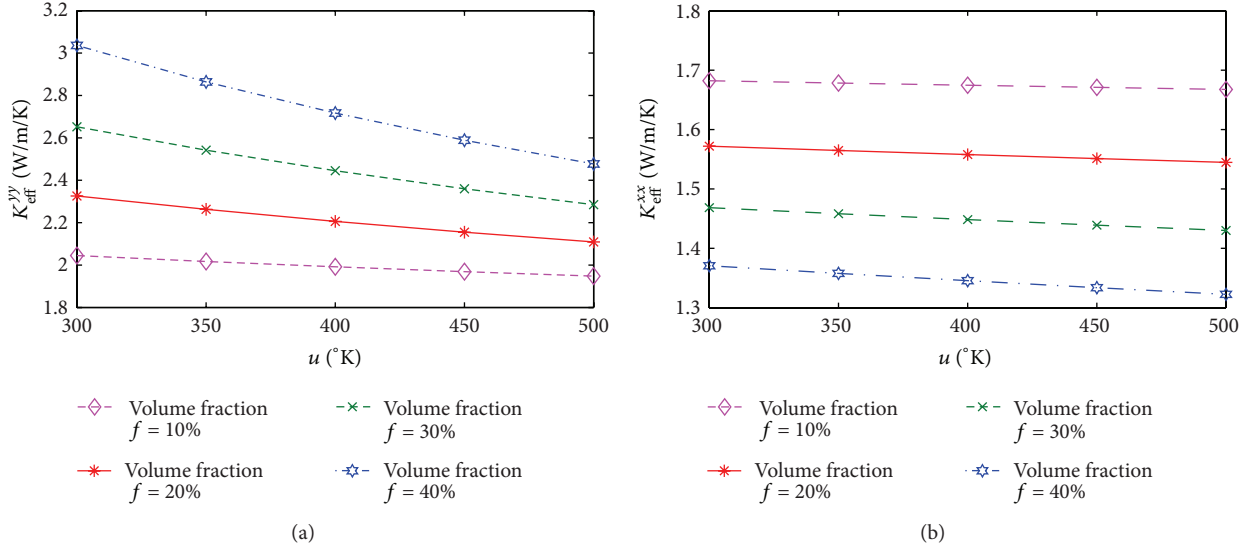 3.2
3
2.8
2.6
2.4
2.2
2
1.8
K_eff^yy (W/m/K)
300 350 400 450 500
u (°K)
Volume fraction
f = 10%
Volume fraction
f = 30%
Volume fraction
f = 20%
Volume fraction
f = 40%
(a)
1.8
1.7
1.6
1.5
1.4
1.3
K_eff^xx (W/m/K)
300 350 400 450 500
u (°K)
Volume fraction
f = 10%
Volume fraction
f = 30%
Volume fraction
f = 20%
Volume fraction
f = 40%
(b)